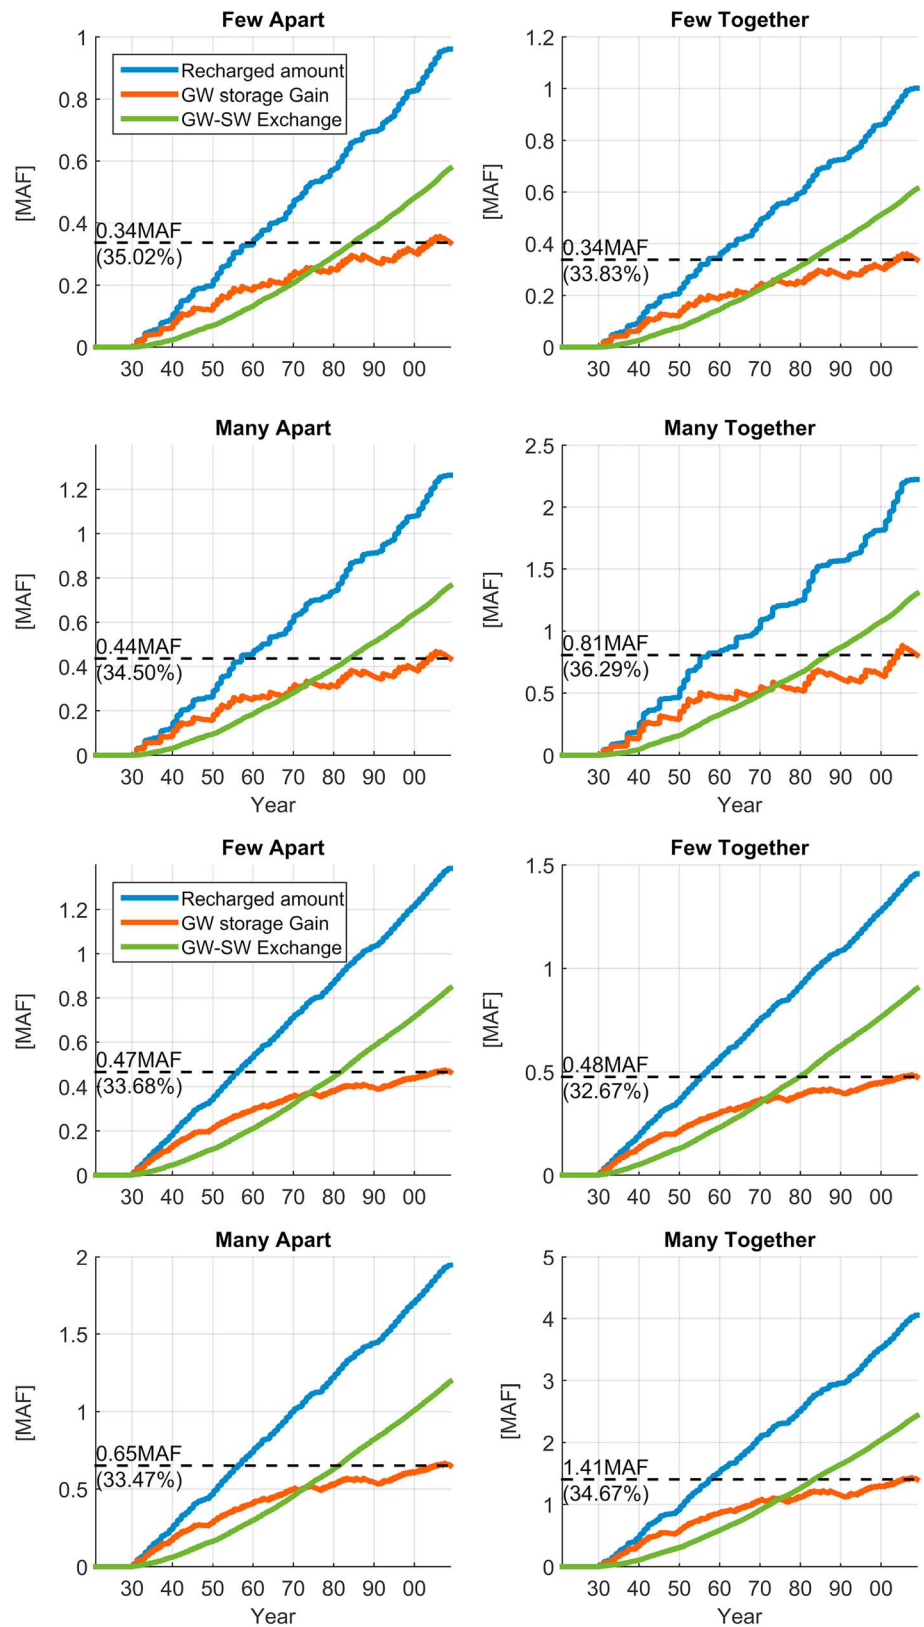 Few Apart
1
0.8
0.6
0.4
0.2
0
[MAF]
Recharged amount
GW storage Gain
GW-SW Exchange
0.34MAF
(35.02%)
30 40 50 60 70 80 90 00
Few Together
1.2
1
0.8
0.6
0.4
0.2
0
[MAF]
0.34MAF
(33.83%)
30 40 50 60 70 80 90 00
Many Apart
1.2
1
0.8
0.6
0.4
0.2
0
[MAF]
0.44MAF
(34.50%)
30 40 50 60 70 80 90 00
Year
Many Together
2.5
2
1.5
1
0.5
0
[MAF]
0.81MAF
(36.29%)
30 40 50 60 70 80 90 00
Year
Few Apart
1.2
1
0.8
0.6
0.4
0.2
0
[MAF]
Recharged amount
GW storage Gain
GW-SW Exchange
0.47MAF
(33.68%)
30 40 50 60 70 80 90 00
Few Together
1.5
1
0.5
0
[MAF]
0.48MAF
(32.67%)
30 40 50 60 70 80 90 00
Many Apart
2
1.5
1
0.5
0
[MAF]
0.65MAF
(33.47%)
30 40 50 60 70 80 90 00
Year
Many Together
5
4
3
2
1
0
[MAF]
1.41MAF
(34.67%)
30 40 50 60 70 80 90 00
Year